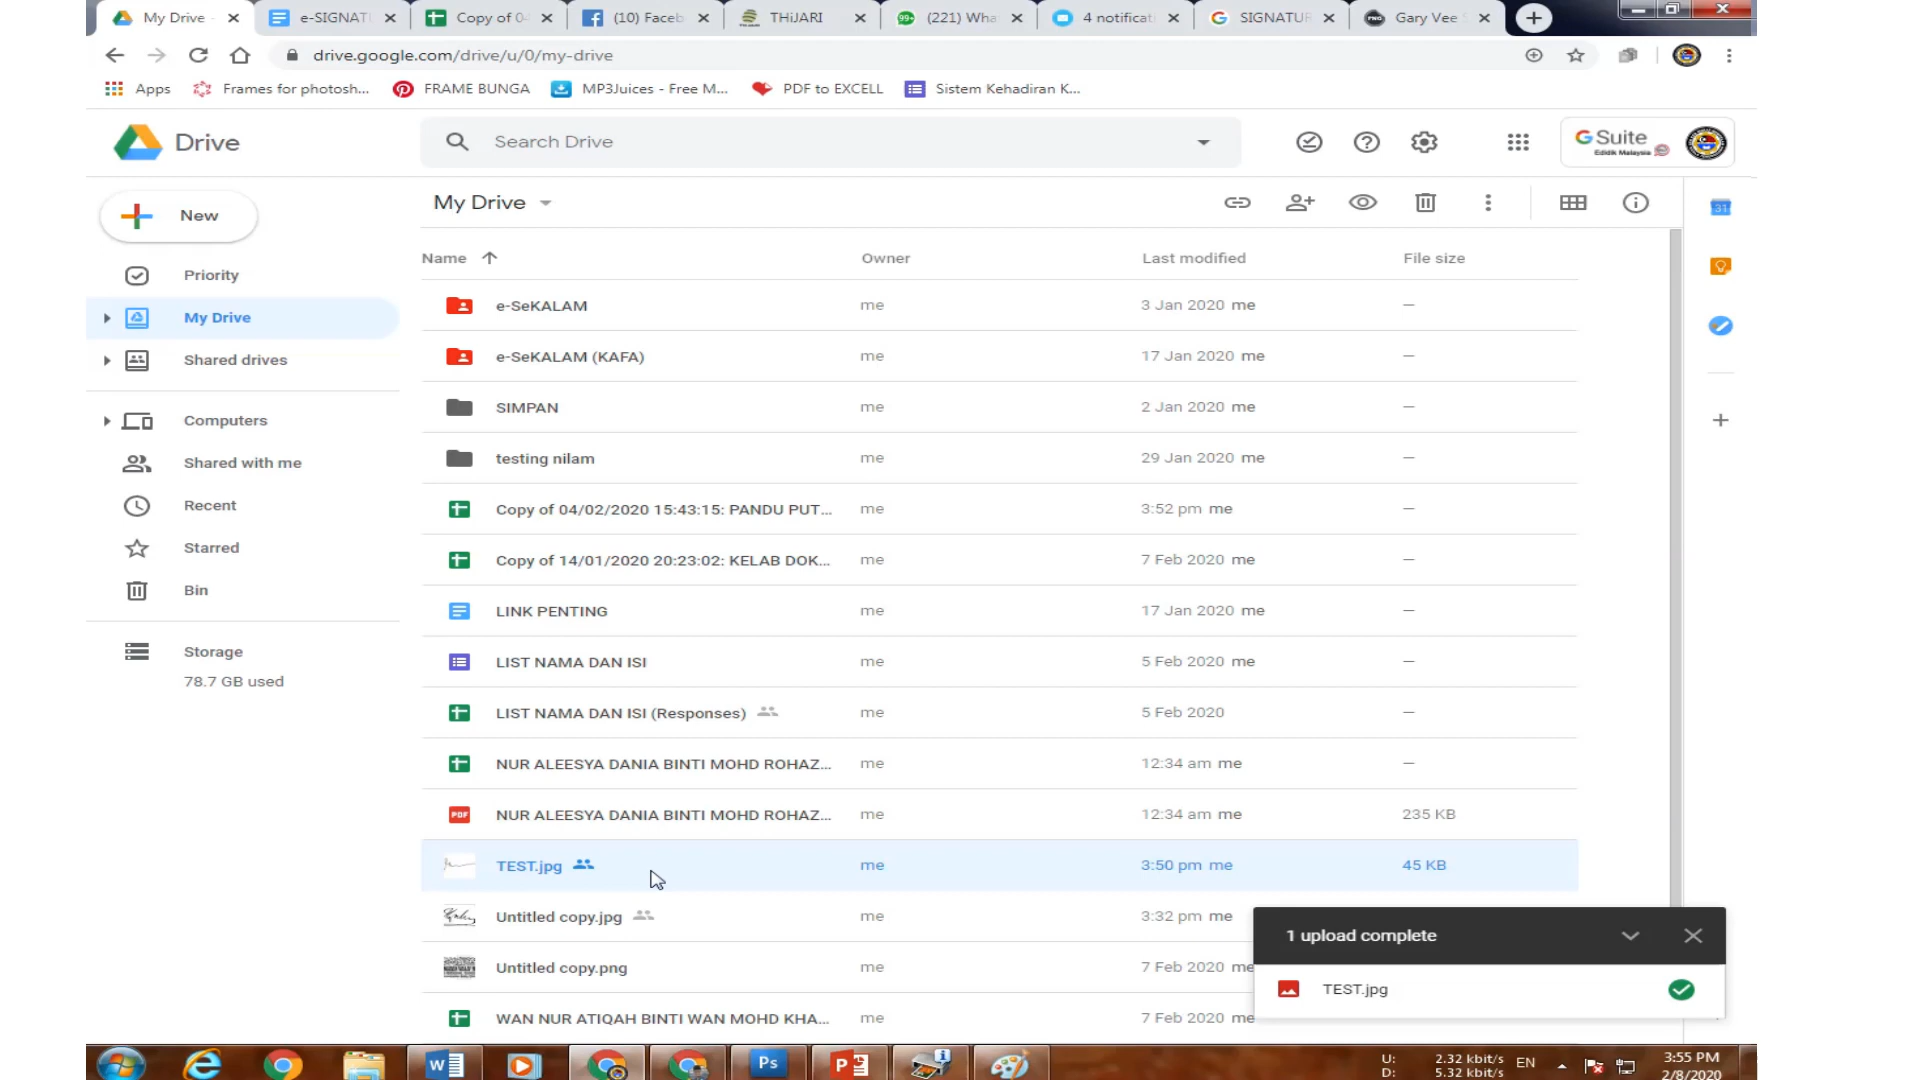 My Drive -
e-SIGNAT
Copy of 0
(10) Faceb
THiJARI
(221) Wha
4 notificat
SIGNATUR
Gary Vee S
drive.google.com/drive/u/0/my-drive
Apps
Frames for photosh...
FRAME BUNGA
MP3Juices - Free M...
PDF to EXCELL
Sistem Kehadiran K...
Drive
Search Drive
G Suite
Edidik Malaysia
New
My Drive
Priority
My Drive
Shared drives
Computers
Shared with me
Recent
Starred
Bin
Storage
78.7 GB used
Name Owner Last modified File size
e-SeKALAM me 3 Jan 2020 me —
e-SeKALAM (KAFA) me 17 Jan 2020 me —
SIMPAN me 2 Jan 2020 me —
testing nilam me 29 Jan 2020 me —
Copy of 04/02/2020 15:43:15: PANDU PUT... me 3:52 pm me —
Copy of 14/01/2020 20:23:02: KELAB DOK... me 7 Feb 2020 me —
LINK PENTING me 17 Jan 2020 me —
LIST NAMA DAN ISI me 5 Feb 2020 me —
LIST NAMA DAN ISI (Responses) me 5 Feb 2020 —
NUR ALEESYA DANIA BINTI MOHD ROHAZ... me 12:34 am me —
PDF NUR ALEESYA DANIA BINTI MOHD ROHAZ... me 12:34 am me 235 KB
TEST.jpg me 3:50 pm me 45 KB
Untitled copy.jpg me 3:32 pm me
Untitled copy.png me 7 Feb 2020 me
WAN NUR ATIQAH BINTI WAN MOHD KHA... me 7 Feb 2020 me
31
1 upload complete
TEST.jpg
U: 2.32 kbit/s
D: 5.32 kbit/s
EN
3:55 PM
2/8/2020